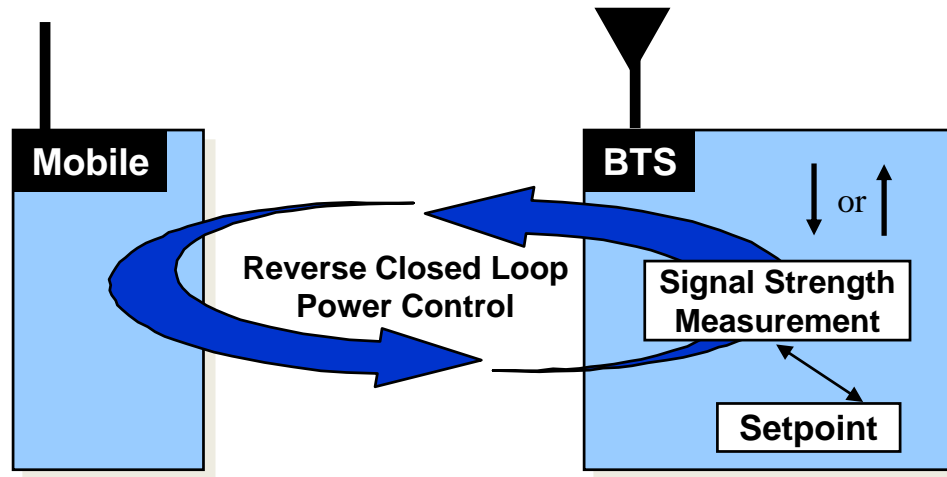 Mobile
BTS
or
Reverse Closed Loop
Power Control
Signal Strength
Measurement
Setpoint